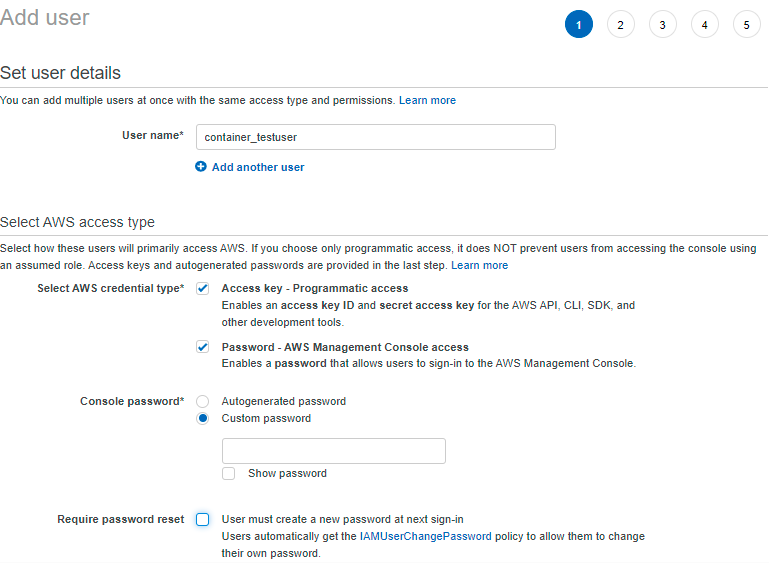 Add user
1 2 3 4 5
Set user details
You can add multiple users at once with the same access type and permissions. Learn more
User name*
container_testuser
Add another user
Select AWS access type
Select how these users will primarily access AWS. If you choose only programmatic access, it does NOT prevent users from accessing the console using
an assumed role. Access keys and autogenerated passwords are provided in the last step. Learn more
Select AWS credential type*
Access key - Programmatic access
Enables an access key ID and secret access key for the AWS API, CLI, SDK, and
other development tools.
Password - AWS Management Console access
Enables a password that allows users to sign-in to the AWS Management Console.
Console password*
Autogenerated password
Custom password
Show password
Require password reset
User must create a new password at next sign-in
Users automatically get the IAMUserChangePassword policy to allow them to change
their own password.